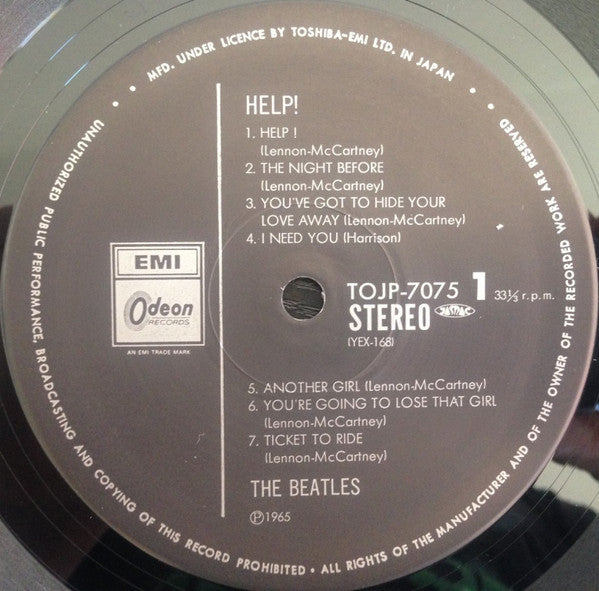 • MFD. UNDER LICENCE BY TOSHIBA-EMI LTD. IN JAPAN •
HELP!
1. HELP !
(Lennon-McCartney)
2. THE NIGHT BEFORE
(Lennon-McCartney)
3. YOU'VE GOT TO HIDE YOUR
LOVE AWAY (Lennon-McCartney)
4. I NEED YOU (Harrison)
EMI
Odeon
RECORDS
AN EMI TRADE MARK
TOJP-7075 1 33⅓ r.p.m.
STEREO JASRAC
(YEX-168)
5. ANOTHER GIRL (Lennon-McCartney)
6. YOU'RE GOING TO LOSE THAT GIRL
(Lennon-McCartney)
7. TICKET TO RIDE
(Lennon-McCartney)
THE BEATLES
℗1965
• UNAUTHORIZED PUBLIC PERFORMANCE, BROADCASTING AND COPYING OF THIS RECORD PROHIBITED • ALL RIGHTS OF THE MANUFACTURER AND OF THE OWNER OF THE RECORDED WORK ARE RESERVED •